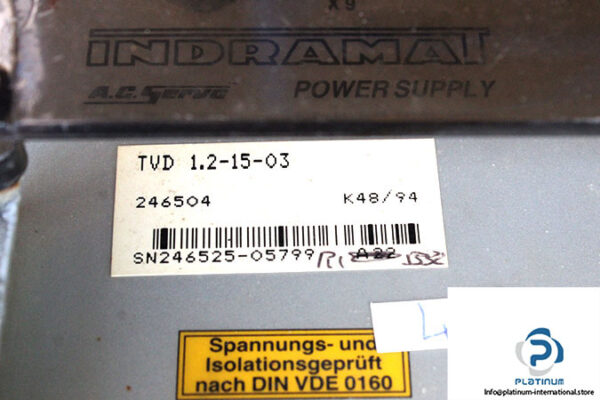 X9
INDRAMAT
A.C. Servo POWER SUPPLY
TVD 1.2-15-03
246504 K48/94
SN246525-05799 A22
Spannungs- und
Isolationsgeprüft
nach DIN VDE 0160
PLATINUM
Info@platinum-international.store